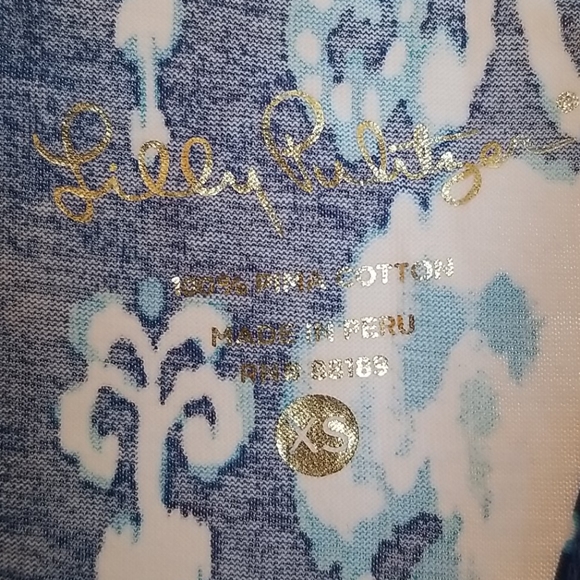 Lilly Pulitzer®
100% PIMA COTTON
MADE IN PERU
RN# 88189
XS